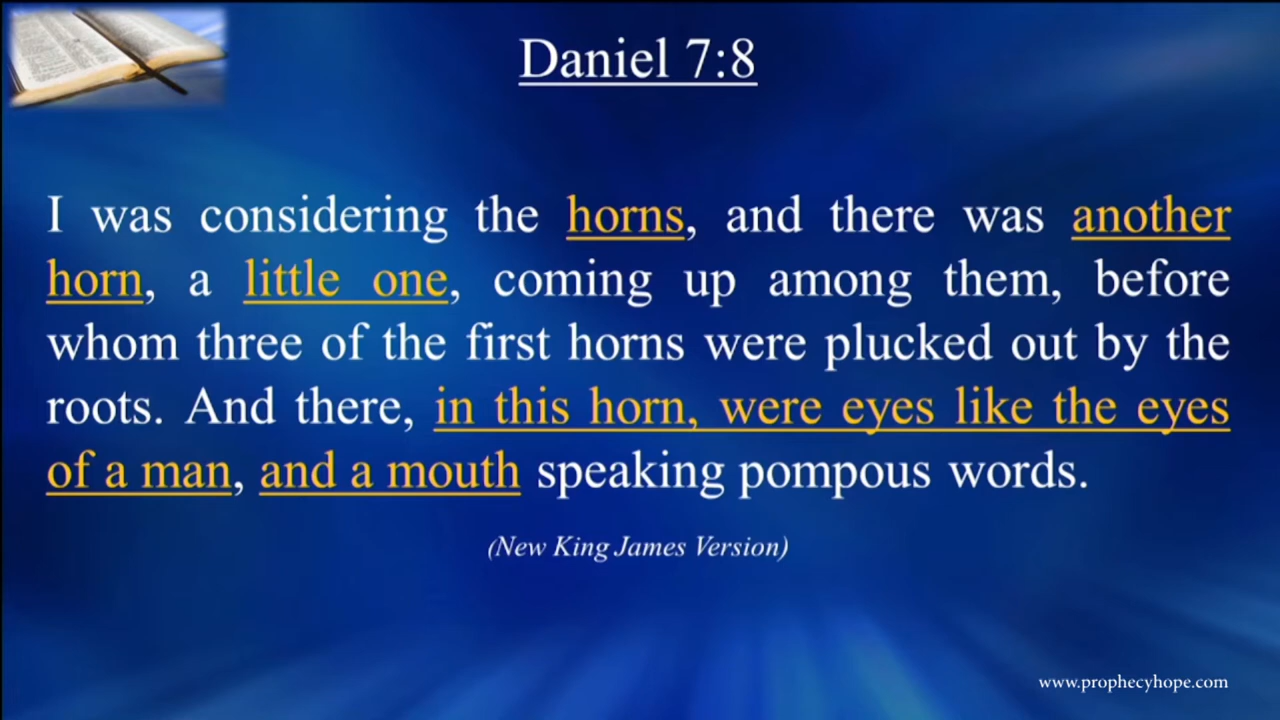 Daniel 7:8
I was considering the horns, and there was another
horn, a little one, coming up among them, before
whom three of the first horns were plucked out by the
roots. And there, in this horn, were eyes like the eyes
of a man, and a mouth speaking pompous words.
(New King James Version)
www.prophecyhope.com